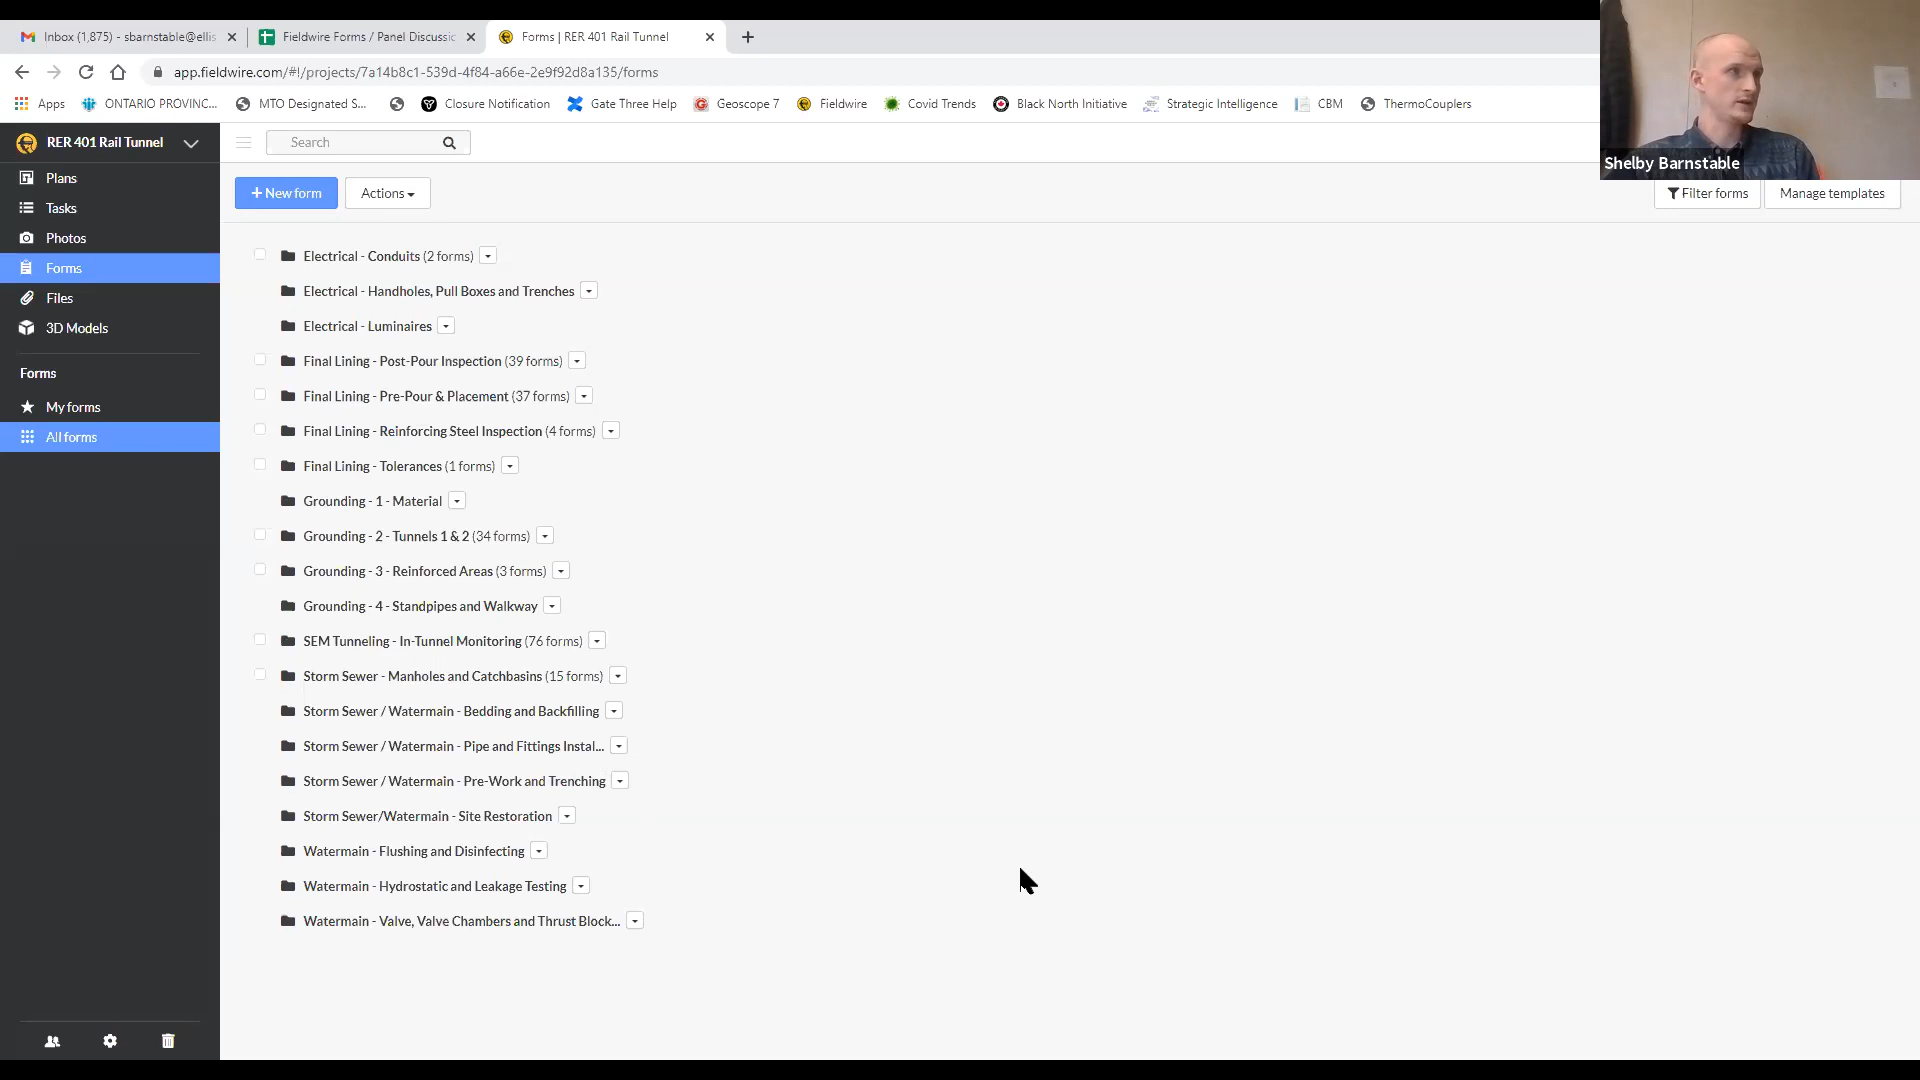 Inbox (1,875) - sbarnstable@ellis
Fieldwire Forms / Panel Discussic
Forms | RER 401 Rail Tunnel
app.fieldwire.com/#!/projects/7a14b8c1-539d-4f84-a66e-2e9f92d8a135/forms
Apps
ONTARIO PROVINC...
MTO Designated S...
Closure Notification
Gate Three Help
Geoscope 7
Fieldwire
Covid Trends
Black North Initiative
Strategic Intelligence
CBM
ThermoCouplers
Shelby Barnstable
RER 401 Rail Tunnel
Search
Plans
Tasks
Photos
Forms
Files
3D Models
Forms
My forms
All forms
+ New form
Actions
Filter forms
Manage templates
Electrical - Conduits (2 forms)
Electrical - Handholes, Pull Boxes and Trenches
Electrical - Luminaires
Final Lining - Post-Pour Inspection (39 forms)
Final Lining - Pre-Pour & Placement (37 forms)
Final Lining - Reinforcing Steel Inspection (4 forms)
Final Lining - Tolerances (1 forms)
Grounding - 1 - Material
Grounding - 2 - Tunnels 1 & 2 (34 forms)
Grounding - 3 - Reinforced Areas (3 forms)
Grounding - 4 - Standpipes and Walkway
SEM Tunneling - In-Tunnel Monitoring (76 forms)
Storm Sewer - Manholes and Catchbasins (15 forms)
Storm Sewer / Watermain - Bedding and Backfilling
Storm Sewer / Watermain - Pipe and Fittings Instal...
Storm Sewer / Watermain - Pre-Work and Trenching
Storm Sewer/Watermain - Site Restoration
Watermain - Flushing and Disinfecting
Watermain - Hydrostatic and Leakage Testing
Watermain - Valve, Valve Chambers and Thrust Block...